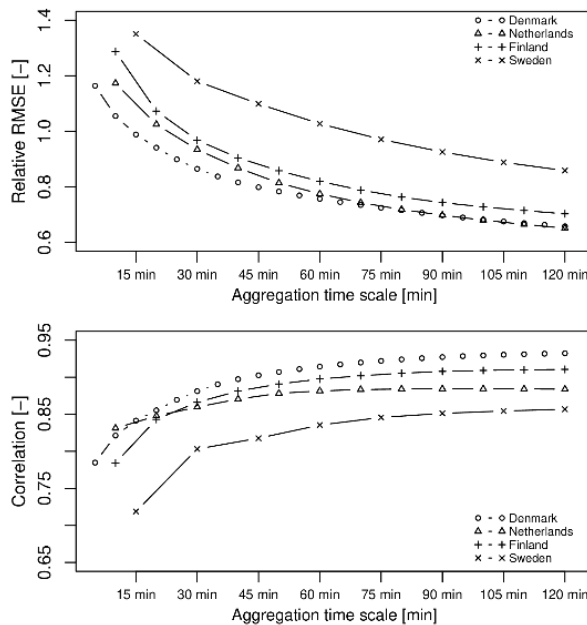 Relative RMSE [–]
1.4
1.2
1.0
0.8
0.6
Denmark
Netherlands
Finland
Sweden
15 min 30 min 45 min 60 min 75 min 90 min 105 min 120 min
Aggregation time scale [min]
Correlation [–]
0.95
0.85
0.75
0.65
Denmark
Netherlands
Finland
Sweden
15 min 30 min 45 min 60 min 75 min 90 min 105 min 120 min
Aggregation time scale [min]